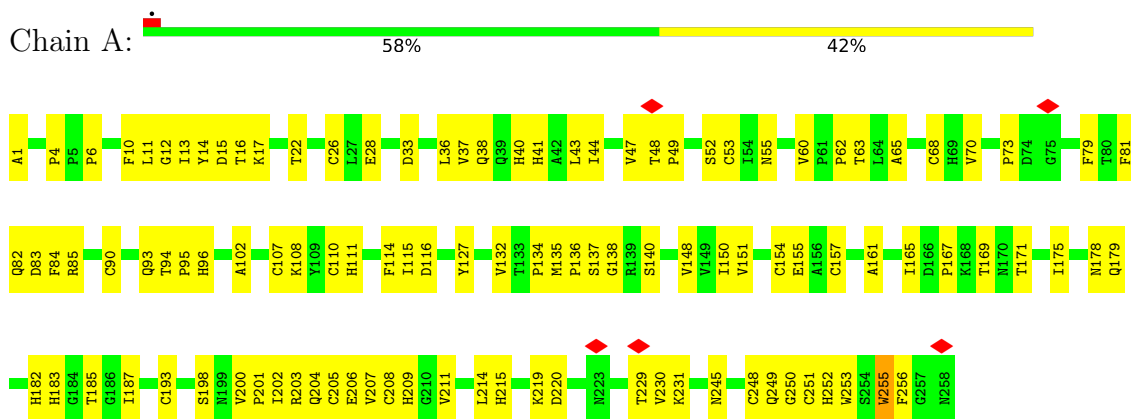 Chain A:
58% 42%
A1 P4 P5 P6 F10 L11 G12 I13 Y14 D15 T16 K17 T22 C26 L27 E28 D33 L36 V37 Q38 Q39 H40 H41 A42 L43 I44 V47 T48 P49 S52 C53 I54 N55 V60 P61 P62 T63 L64 A65 C68 H69 V70 P73 D74 G75 F79 T80 F81
Q82 D83 F84 R85 C90 Q93 T94 P95 H96 A102 C107 K108 Y109 C110 H111 F114 I115 D116 Y127 V132 T133 P134 M135 P136 S137 G138 R139 S140 V148 V149 I150 V151 C154 E155 A156 C157 A161 I165 D166 P167 K168 T169 N170 T171 I175 N178 Q179
H182 H183 G184 T185 G186 I187 C193 S198 N199 V200 P201 I202 R203 Q204 C205 E206 V207 C208 H209 G210 V211 L214 H215 K219 D220 N223 T229 V230 K231 N245 C248 Q249 G250 C251 H252 W253 S254 W255 F256 G257 N258